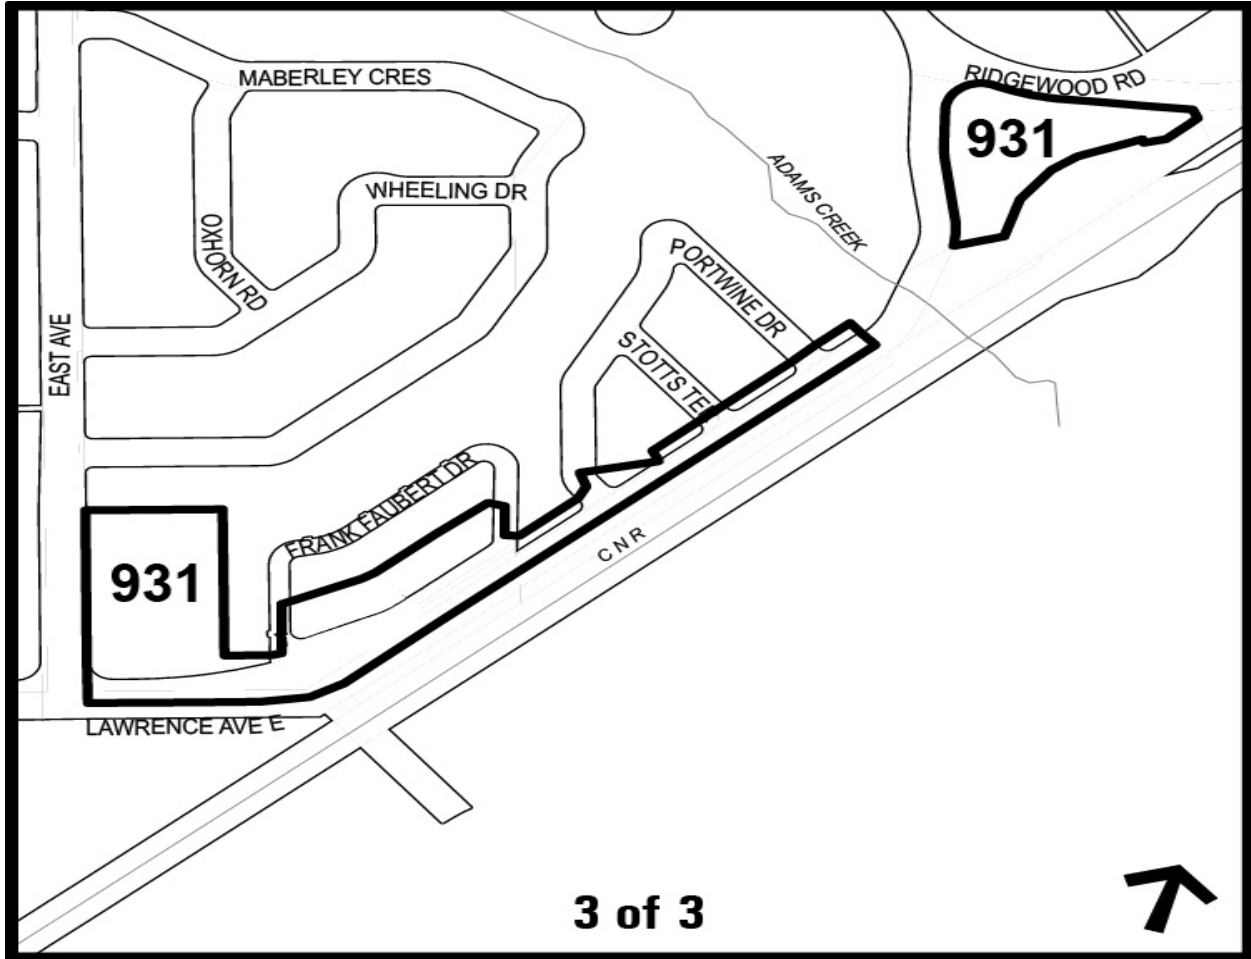 MABERLEY CRES
RIDGEWOOD RD
931
WHEELING DR
ADAMS CREEK
OXHORN RD
PORTWINE DR
EAST AVE
STOTTS TER
FRANK FAUBERT DR
CNR
931
LAWRENCE AVE E
3 of 3